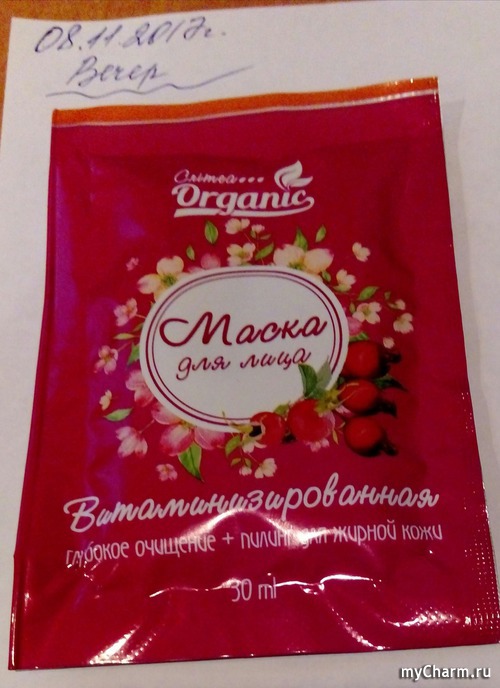 08.11.2017г.
Вечер
Organic
Маска
для лица
Витаминизированная
глубокое очищение + пилинг для жирной кожи
30 ml
myCharm.ru